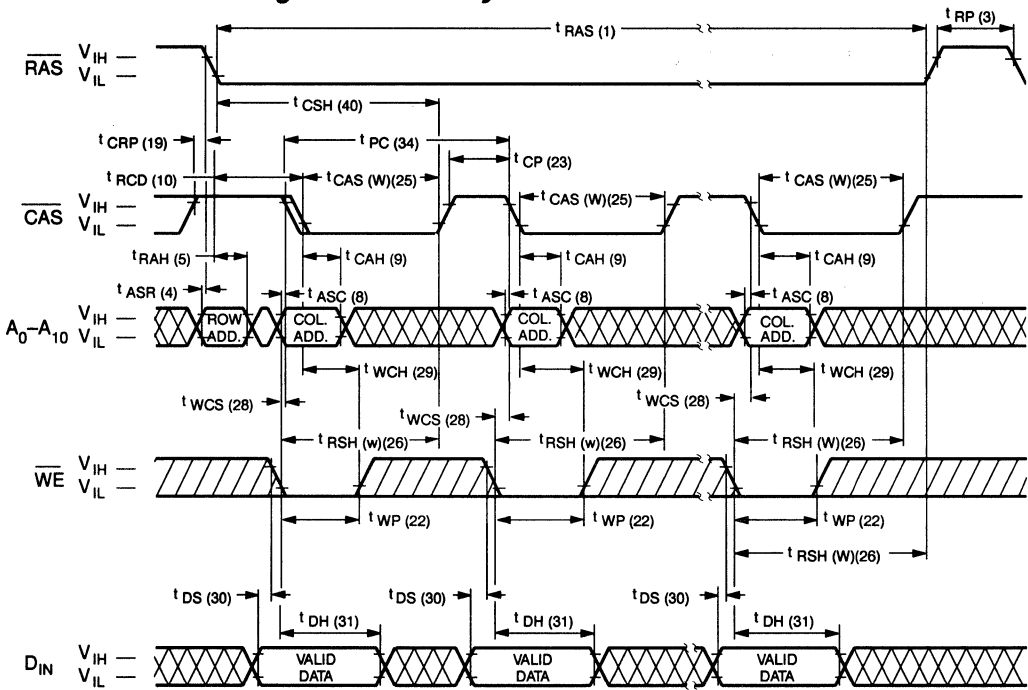 t RAS (1)
t RP (3)
RAS
V IH
V IL
t CSH (40)
t CRP (19)
t PC (34)
t CP (23)
t RCD (10)
t CAS (W)(25)
t CAS (W)(25)
t CAS (W)(25)
CAS
V IH
V IL
t RAH (5)
t CAH (9)
t CAH (9)
t CAH (9)
t ASR (4)
t ASC (8)
t ASC (8)
t ASC (8)
A0–A10
V IH
V IL
ROW ADD.
COL. ADD.
COL. ADD.
COL. ADD.
t WCH (29)
t WCH (29)
t WCH (29)
t WCS (28)
t WCS (28)
t WCS (28)
t RSH (w)(26)
t RSH (w)(26)
t RSH (W)(26)
WE
V IH
V IL
t WP (22)
t WP (22)
t WP (22)
t RSH (W)(26)
t DS (30)
t DS (30)
t DS (30)
t DH (31)
t DH (31)
t DH (31)
D IN
V IH
V IL
VALID DATA
VALID DATA
VALID DATA